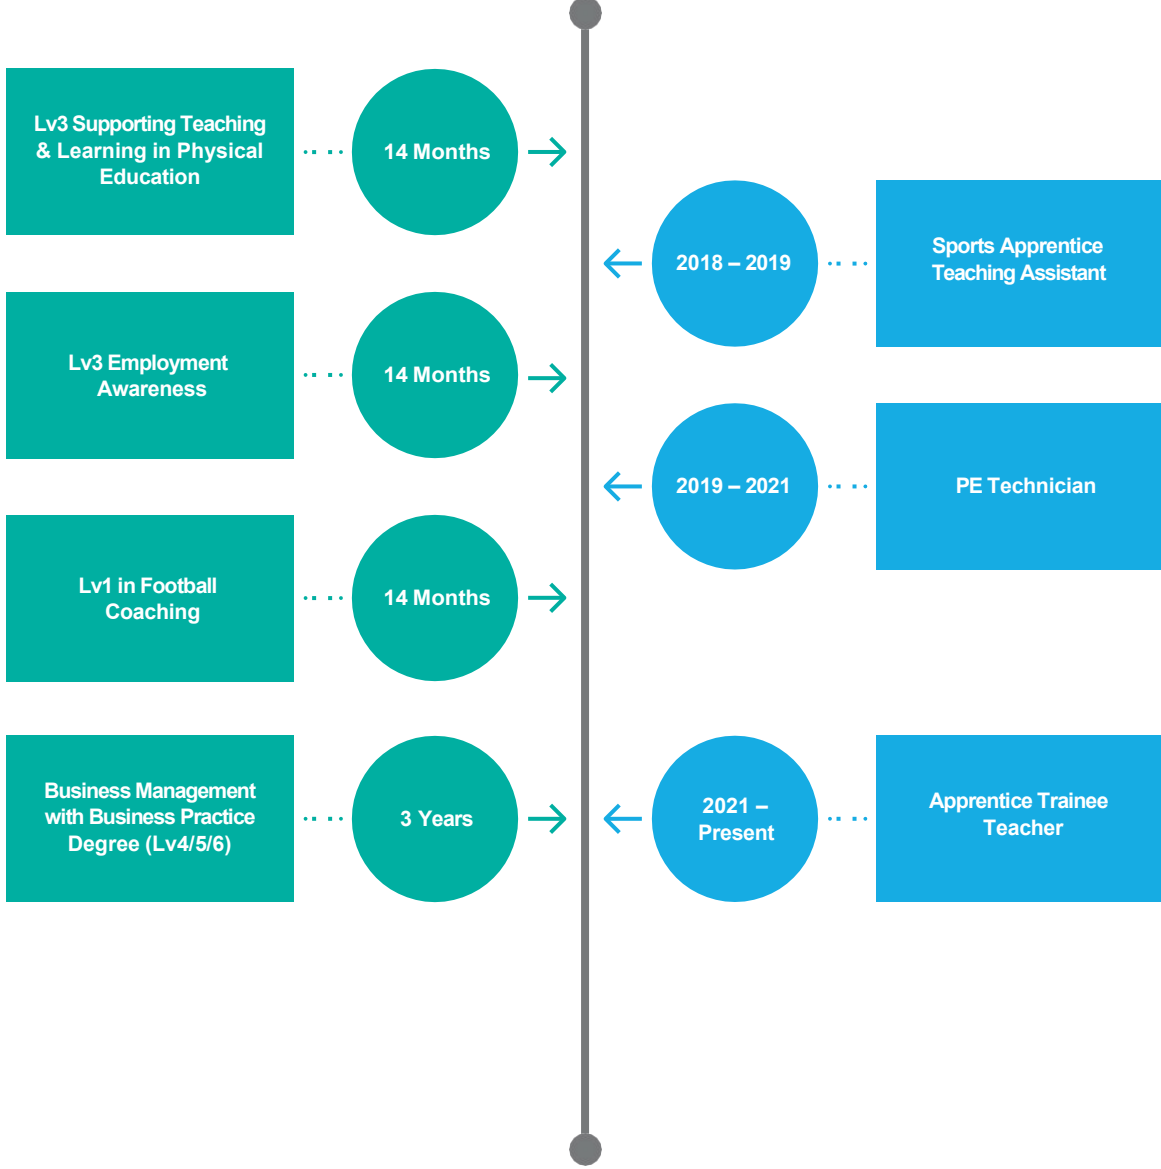 Lv3 Supporting Teaching
& Learning in Physical
Education
14 Months
2018 – 2019
Sports Apprentice
Teaching Assistant
Lv3 Employment
Awareness
14 Months
2019 – 2021
PE Technician
Lv1 in Football
Coaching
14 Months
Business Management
with Business Practice
Degree (Lv4/5/6)
3 Years
2021 –
Present
Apprentice Trainee
Teacher